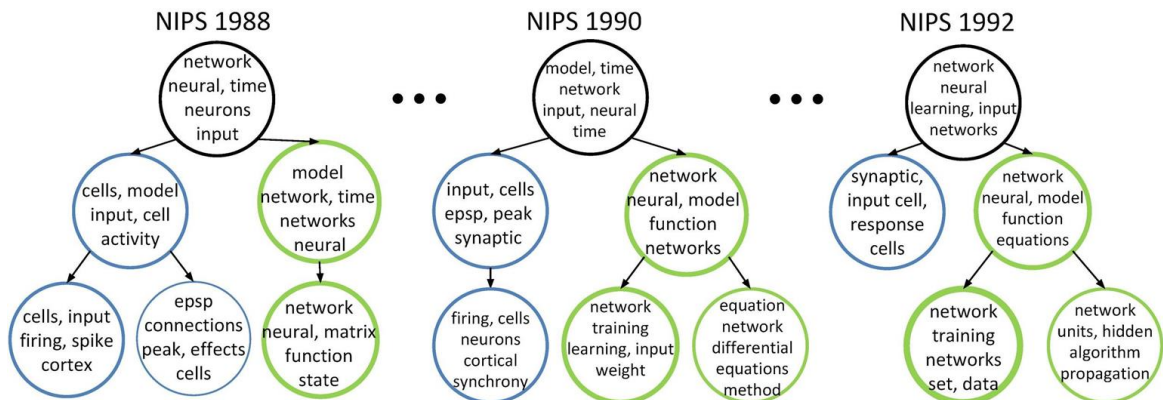 NIPS 1988
network
neural, time
neurons
input
cells, model
input, cell
activity
model
network, time
networks
neural
cells, input
firing, spike
cortex
epsp
connections
peak, effects
cells
network
neural, matrix
function
state
NIPS 1990
model, time
network
input, neural
time
input, cells
epsp, peak
synaptic
network
neural, model
function
networks
firing, cells
neurons
cortical
synchrony
network
training
learning, input
weight
equation
network
differential
equations
method
NIPS 1992
network
neural
learning, input
networks
synaptic,
input cell,
response
cells
network
neural, model
function
equations
network
training
networks
set, data
network
units, hidden
algorithm
propagation